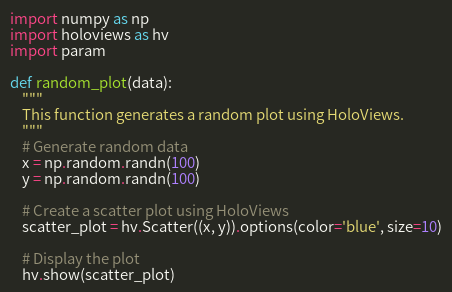 import numpy as np
import holoviews as hv
import param

def random_plot(data):
    """
    This function generates a random plot using HoloViews.
    """
    # Generate random data
    x = np.random.randn(100)
    y = np.random.randn(100)

    # Create a scatter plot using HoloViews
    scatter_plot = hv.Scatter((x, y)).options(color='blue', size=10)

    # Display the plot
    hv.show(scatter_plot)